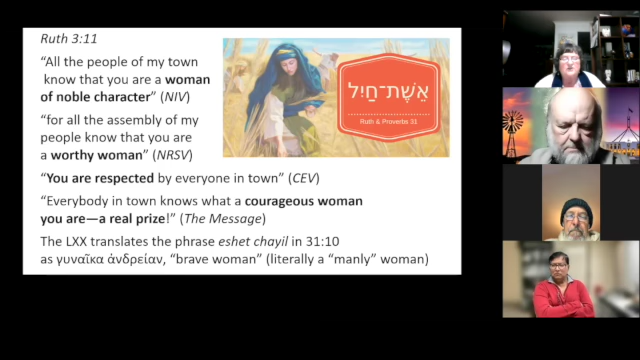 Ruth 3:11
“All the people of my town
know that you are a woman
of noble character” (NIV)
“for all the assembly of my
people know that you are
a worthy woman” (NRSV)
“You are respected by everyone in town” (CEV)
“Everybody in town knows what a courageous woman
you are—a real prize!” (The Message)
The LXX translates the phrase eshet chayil in 31:10
as γυναῖκα ἀνδρείαν, “brave woman” (literally a “manly” woman)
אֵשֶׁת־חַיִל
Ruth & Proverbs 31